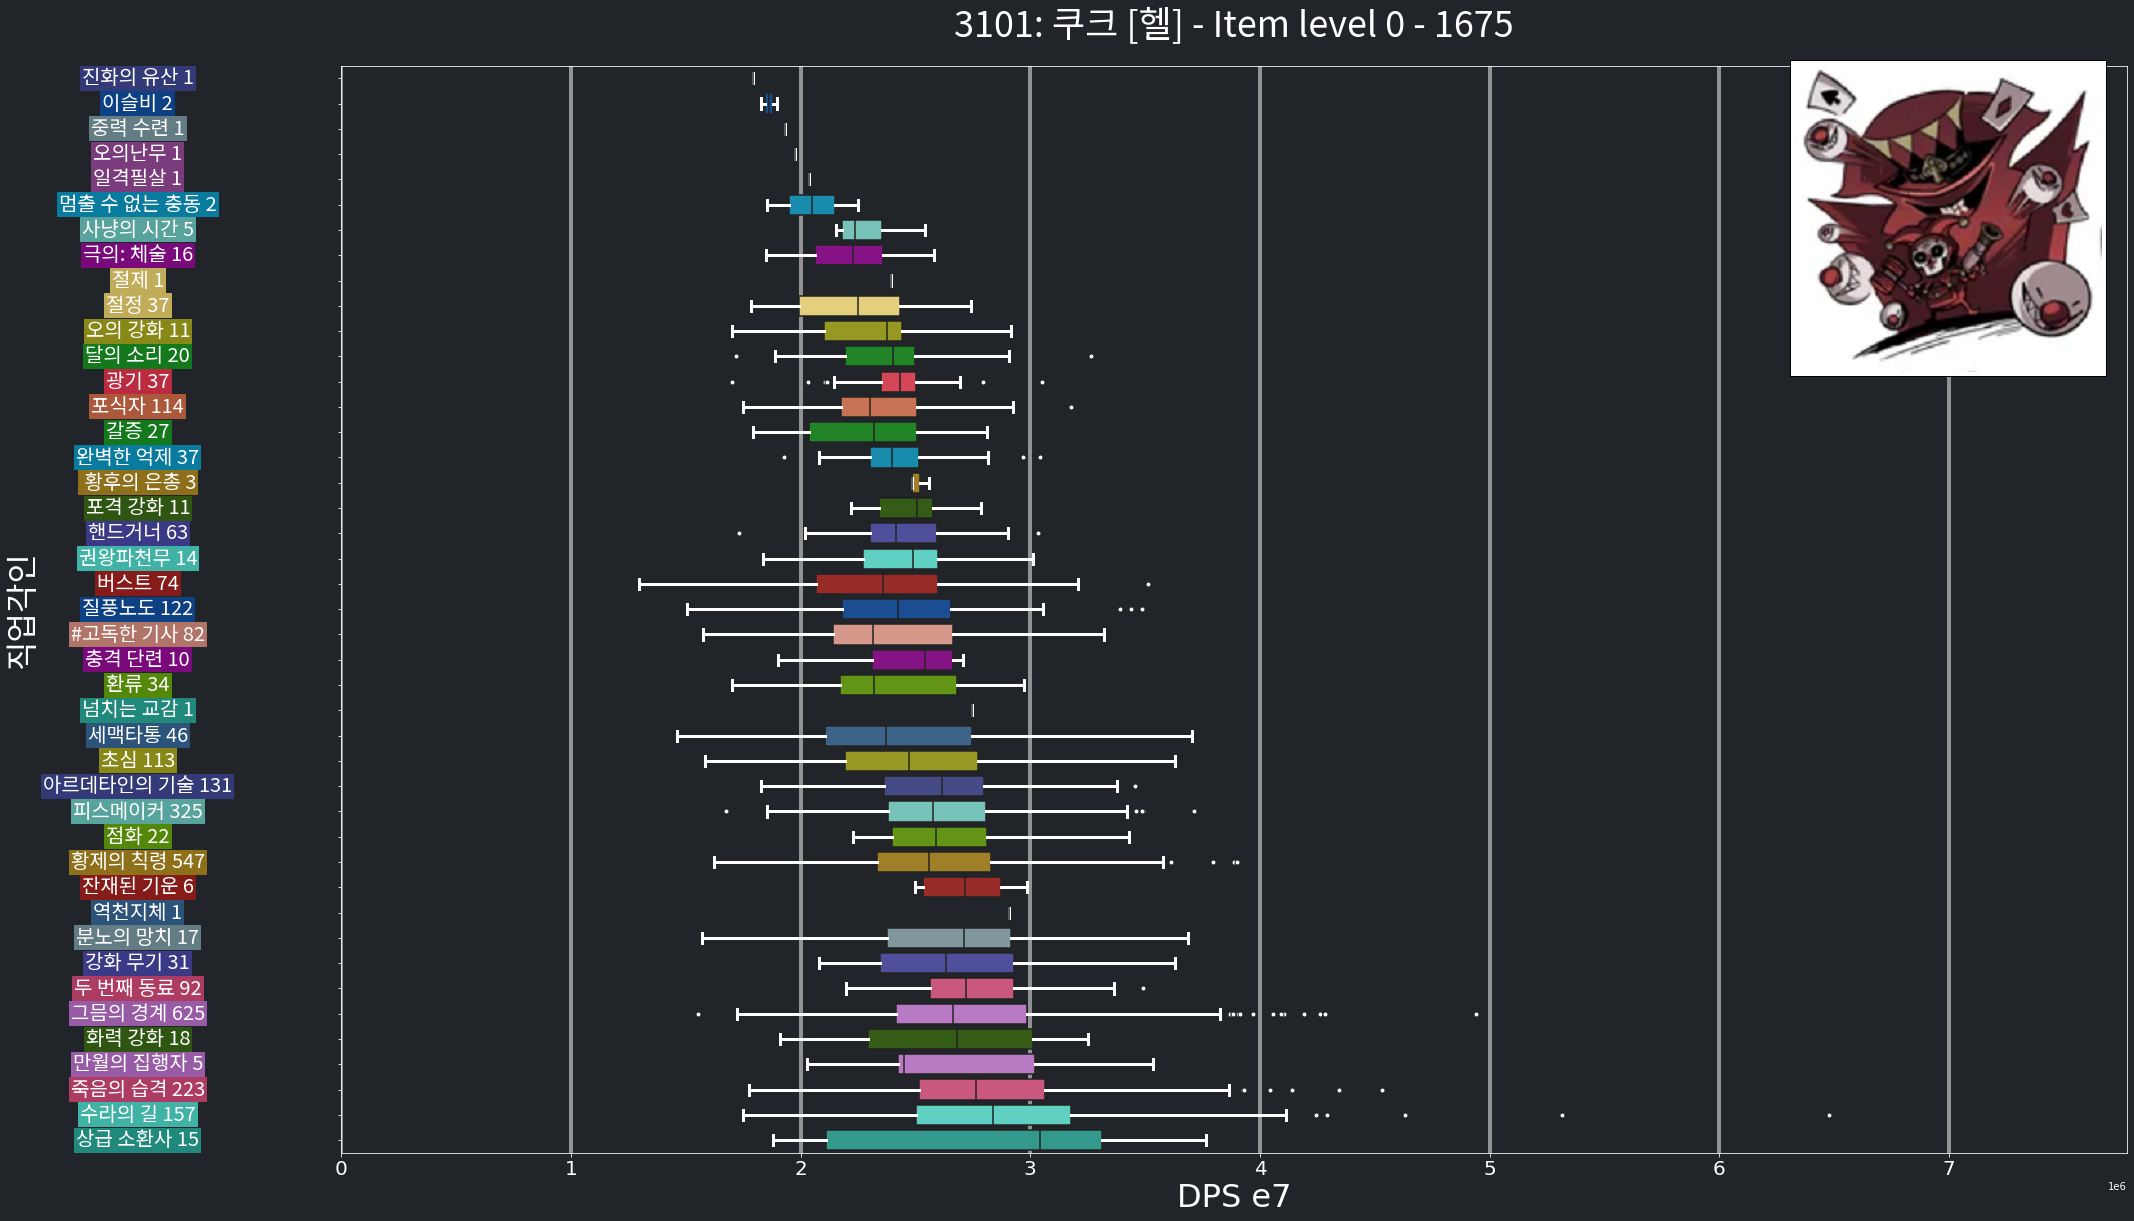 3101: 쿠크 [헬] - Item level 0 - 1675
진화의 유산 1
이슬비 2
중력 수련 1
오의난무 1
일격필살 1
멈출 수 없는 충동 2
사냥의 시간 5
극의: 체술 16
절제 1
절정 37
오의 강화 11
달의 소리 20
광기 37
포식자 114
갈증 27
완벽한 억제 37
황후의 은총 3
포격 강화 11
핸드거너 63
권왕파천무 14
버스트 74
질풍노도 122
#고독한 기사 82
충격 단련 10
환류 34
넘치는 교감 1
세맥타통 46
초심 113
아르데타인의 기술 131
피스메이커 325
점화 22
황제의 칙령 547
잔재된 기운 6
역천지체 1
분노의 망치 17
강화 무기 31
두 번째 동료 92
그믐의 경계 625
화력 강화 18
만월의 집행자 5
죽음의 습격 223
수라의 길 157
상급 소환사 15
직업각인
0 1 2 3 4 5 6 7
DPS e7
1e6